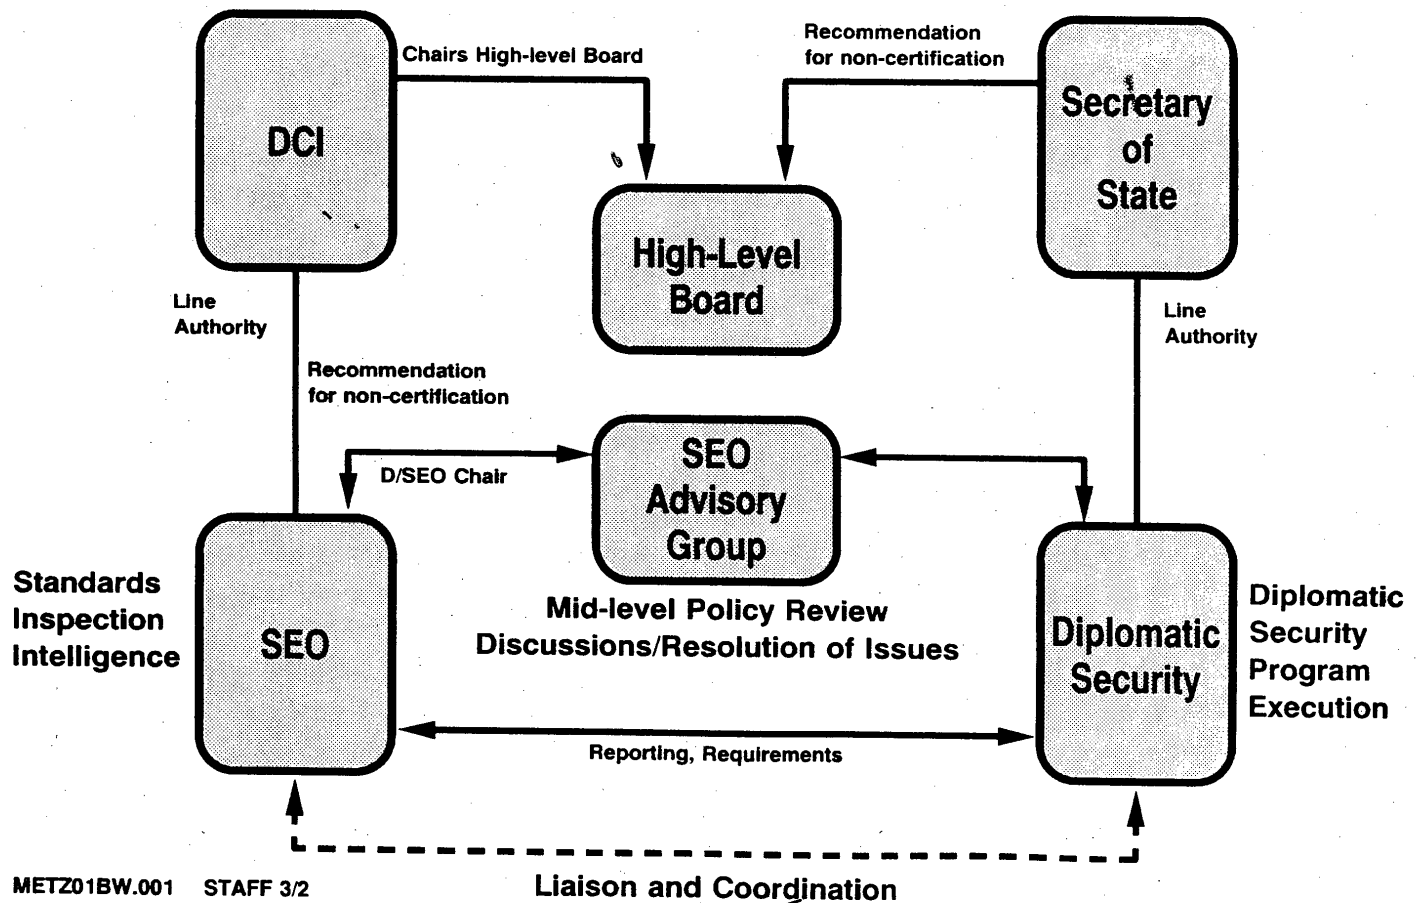 Chairs High-level Board
Recommendation
for non-certification
DCI
Secretary
of
State
High-Level
Board
Line
Authority
Line
Authority
Recommendation
for non-certification
D/SEO Chair
SEO
Advisory
Group
Mid-level Policy Review
Discussions/Resolution of Issues
Standards
Inspection
Intelligence
SEO
Diplomatic
Security
Diplomatic
Security
Program
Execution
Reporting, Requirements
Liaison and Coordination
METZ01BW.001 STAFF 3/2